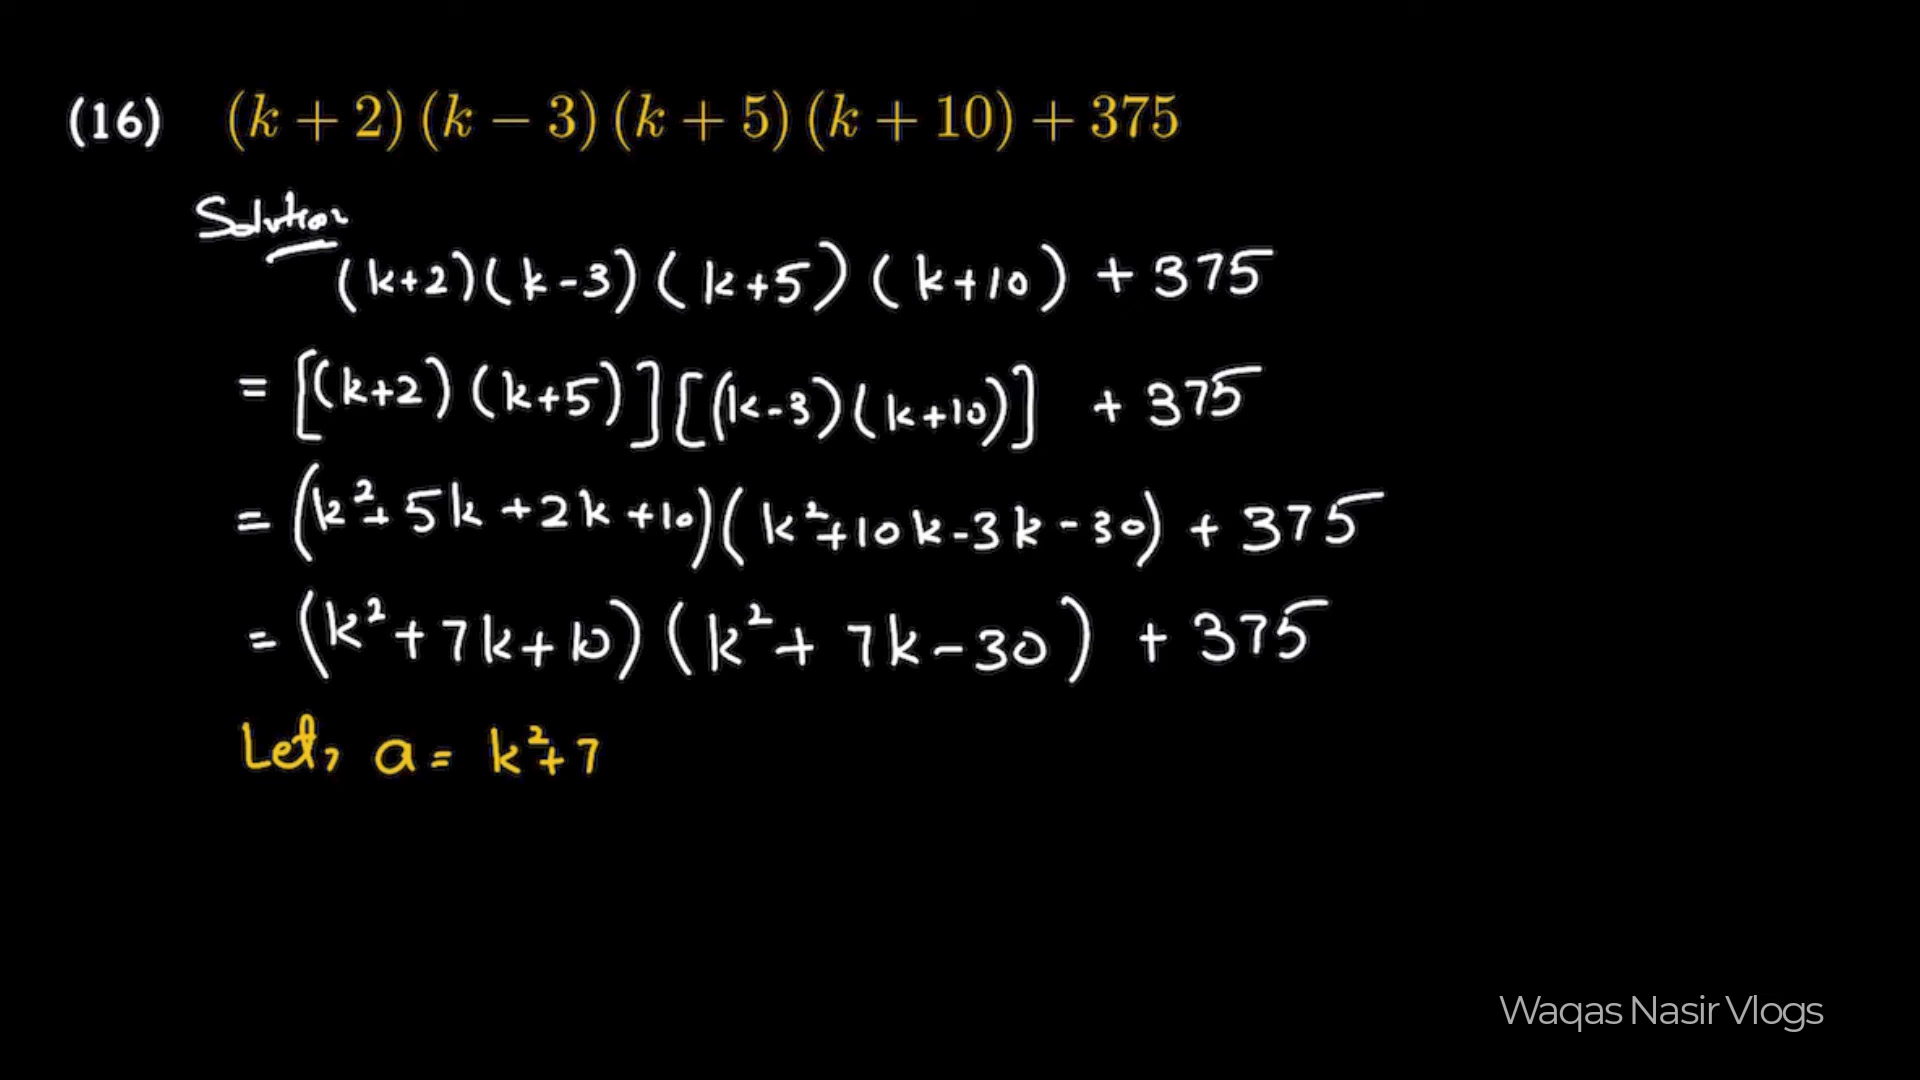 (16) (k + 2) (k − 3) (k + 5) (k + 10) + 375
Solution
(k+2)(k-3)(k+5)(k+10) + 375
= [(k+2)(k+5)][(k-3)(k+10)] + 375
= (k²+5k+2k+10)(k²+10k-3k-30) + 375
= (k²+7k+10)(k²+7k-30) + 375
Let, a = k²+7
Waqas Nasir Vlogs